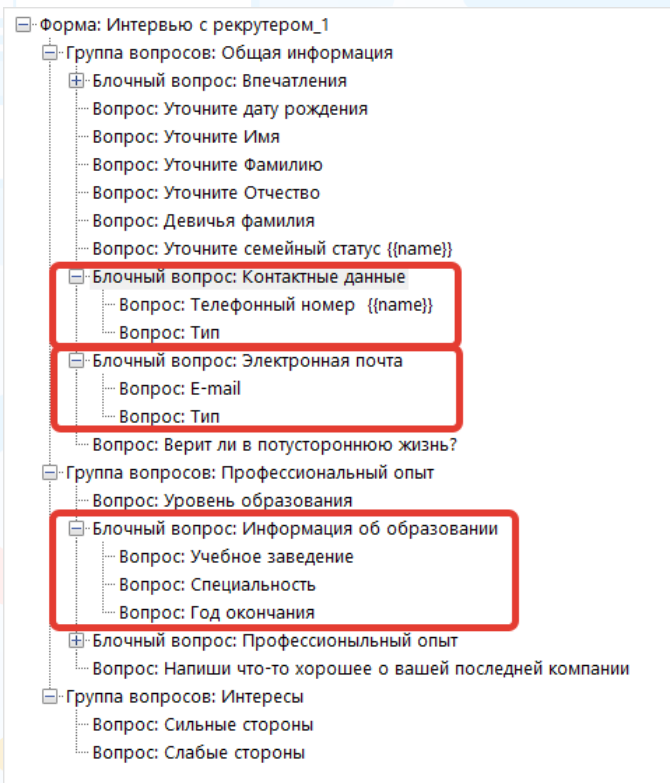 Форма: Интервью с рекрутером_1
Группа вопросов: Общая информация
Блочный вопрос: Впечатления
Вопрос: Уточните дату рождения
Вопрос: Уточните Имя
Вопрос: Уточните Фамилию
Вопрос: Уточните Отчество
Вопрос: Девичья фамилия
Вопрос: Уточните семейный статус {{name}}
Блочный вопрос: Контактные данные
Вопрос: Телефонный номер {{name}}
Вопрос: Тип
Блочный вопрос: Электронная почта
Вопрос: E-mail
Вопрос: Тип
Вопрос: Верит ли в потустороннюю жизнь?
Группа вопросов: Профессиональный опыт
Вопрос: Уровень образования
Блочный вопрос: Информация об образовании
Вопрос: Учебное заведение
Вопрос: Специальность
Вопрос: Год окончания
Блочный вопрос: Профессионыльный опыт
Вопрос: Напиши что-то хорошее о вашей последней компании
Группа вопросов: Интересы
Вопрос: Сильные стороны
Вопрос: Слабые стороны